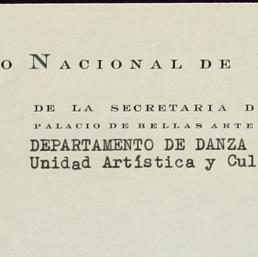 O NACIONAL DE
DE LA SECRETARIA D
PALACIO DE BELLAS ARTE
DEPARTAMENTO DE DANZA
Unidad Artística y Cul